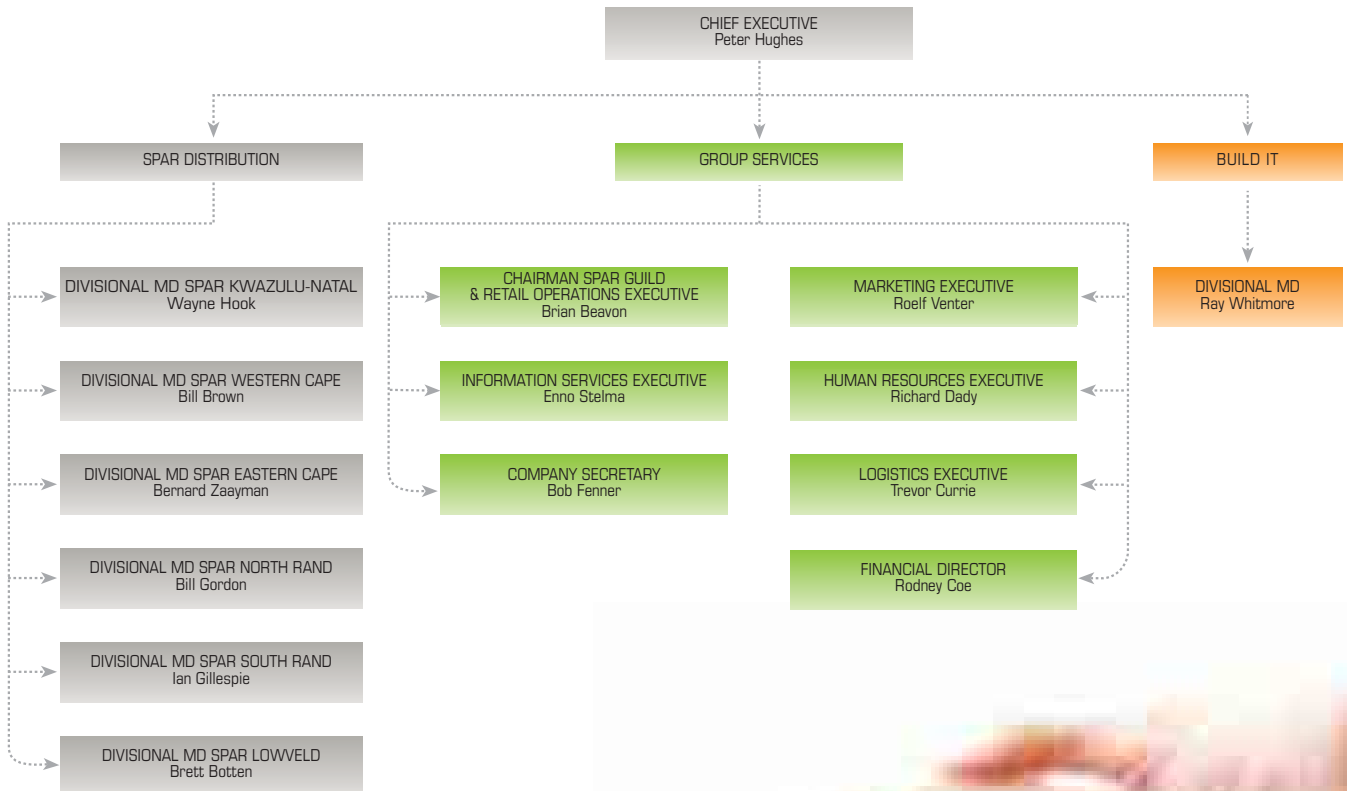 CHIEF EXECUTIVE
Peter Hughes
SPAR DISTRIBUTION
GROUP SERVICES
BUILD IT
DIVISIONAL MD SPAR KWAZULU-NATAL
Wayne Hook
DIVISIONAL MD SPAR WESTERN CAPE
Bill Brown
DIVISIONAL MD SPAR EASTERN CAPE
Bernard Zaayman
DIVISIONAL MD SPAR NORTH RAND
Bill Gordon
DIVISIONAL MD SPAR SOUTH RAND
Ian Gillespie
DIVISIONAL MD SPAR LOWVELD
Brett Botten
CHAIRMAN SPAR GUILD
& RETAIL OPERATIONS EXECUTIVE
Brian Beavon
INFORMATION SERVICES EXECUTIVE
Enno Stelma
COMPANY SECRETARY
Bob Fenner
MARKETING EXECUTIVE
Roelf Venter
HUMAN RESOURCES EXECUTIVE
Richard Dady
LOGISTICS EXECUTIVE
Trevor Currie
FINANCIAL DIRECTOR
Rodney Coe
DIVISIONAL MD
Ray Whitmore